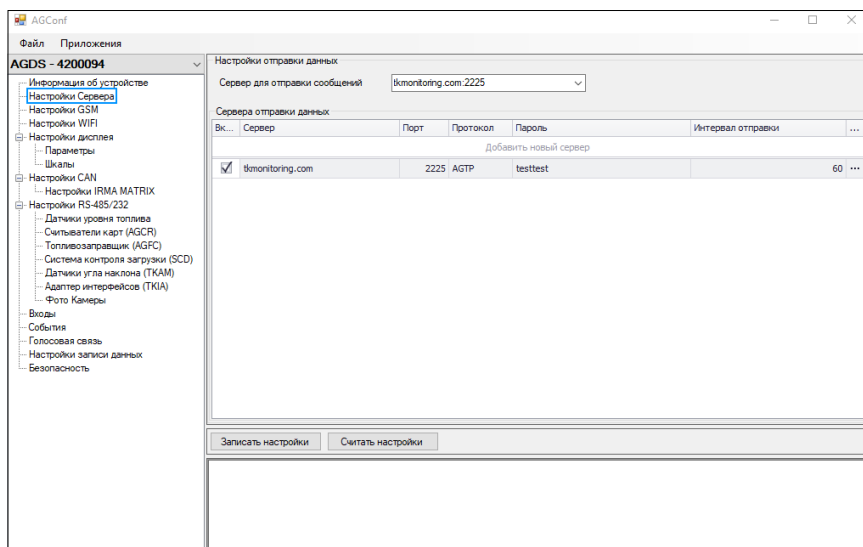 AGConf
Файл Приложения
AGDS - 4200094
Информация об устройстве
Настройки Сервера
Настройки GSM
Настройки WIFI
Настройки дисплея
Параметры
Шкалы
Настройки CAN
Настройки IRMA MATRIX
Настройки RS-485/232
Датчики уровня топлива
Считыватели карт (AGCR)
Топливозаправщик (AGFC)
Система контроля загрузки (SCD)
Датчики угла наклона (TKAM)
Адаптер интерфейсов (TKIA)
Фото Камеры
Входы
События
Голосовая связь
Настройки записи данных
Безопасность
Настройки отправки данных
Сервер для отправки сообщений tkmonitoring.com:2225
Сервера отправки данных
Вк... Сервер Порт Протокол Пароль Интервал отправки ...
Добавить новый сервер
tkmonitoring.com 2225 AGTP testtest 60 ...
Записать настройки Считать настройки